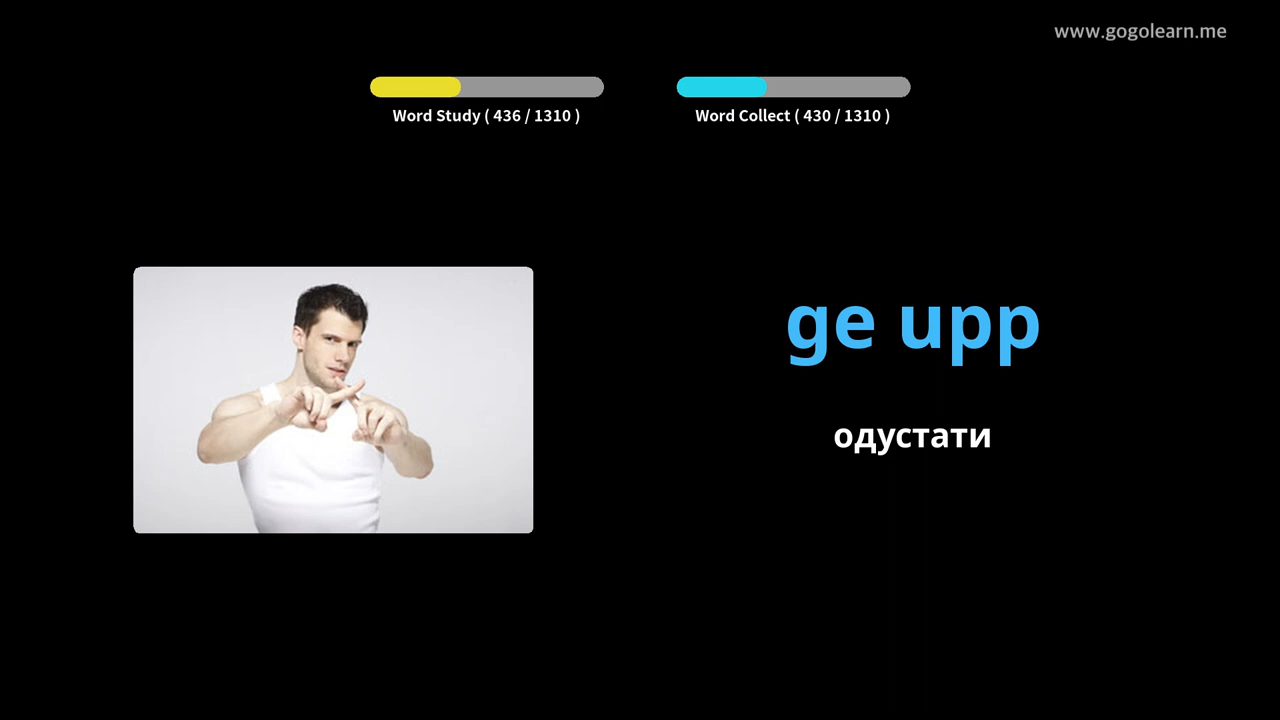 www.gogolearn.me
Word Study ( 436 / 1310 )
Word Collect ( 430 / 1310 )
ge upp
одустати